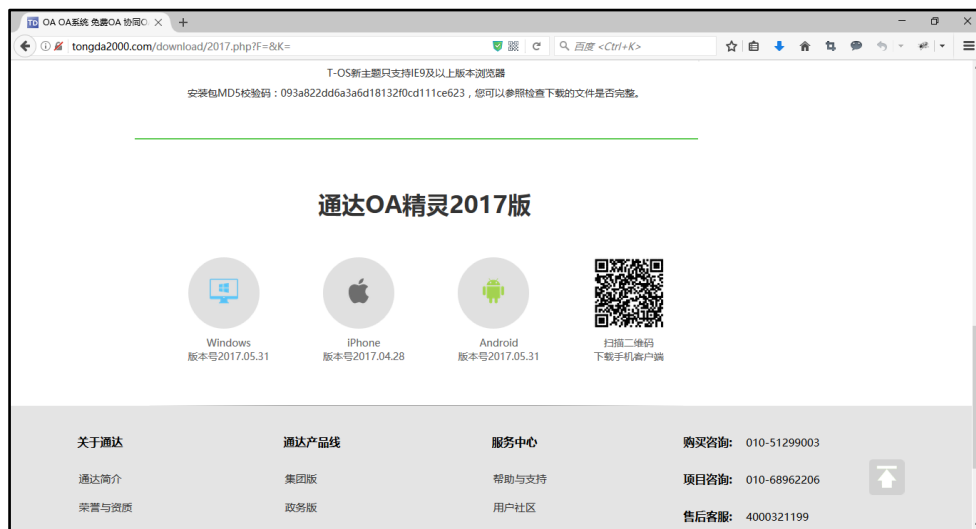 OA OA系统 免费OA 协同O
tongda2000.com/download/2017.php?F=&K=
百度 <Ctrl+K>
T-OS新主题只支持IE9及以上版本浏览器
安装包MD5校验码：093a822dd6a3a6d18132f0cd111ce623，您可以参照检查下载的文件是否完整。
通达OA精灵2017版
Windows
版本号2017.05.31
iPhone
版本号2017.04.28
Android
版本号2017.05.31
扫描二维码
下载手机客户端
关于通达
通达简介
荣誉与资质
通达产品线
集团版
政务版
服务中心
帮助与支持
用户社区
购买咨询: 010-51299003
项目咨询: 010-68962206
售后客服: 4000321199